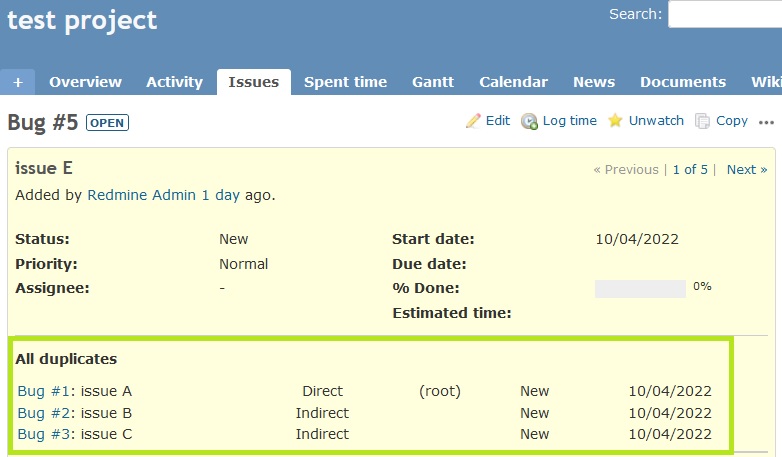 test project
Search:
+ Overview Activity Issues Spent time Gantt Calendar News Documents Wiki
Bug #5 OPEN Edit Log time Unwatch Copy •••
issue E « Previous | 1 of 5 | Next »
Added by Redmine Admin 1 day ago.
Status: New Start date: 10/04/2022
Priority: Normal Due date:
Assignee: - % Done: 0%
Estimated time:
All duplicates
Bug #1: issue A Direct (root) New 10/04/2022
Bug #2: issue B Indirect New 10/04/2022
Bug #3: issue C Indirect New 10/04/2022